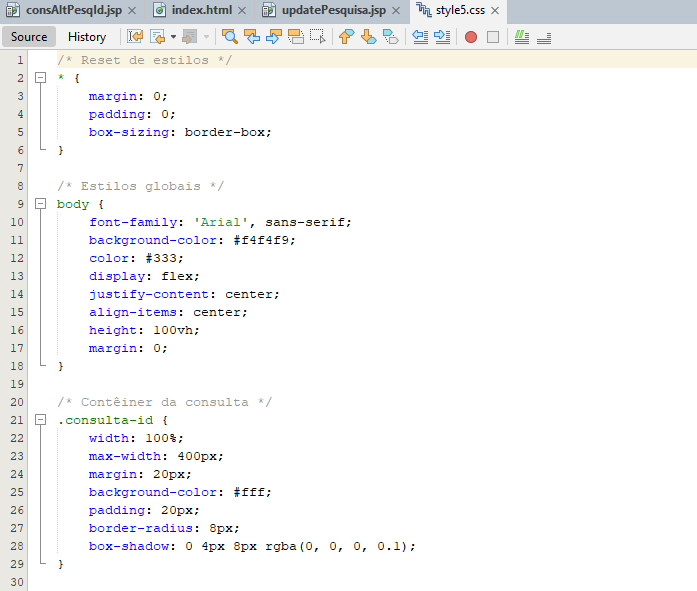 consAltPesqId.jsp index.html updatePesquisa.jsp style5.css
Source History
1 /* Reset de estilos */
2 * {
3 margin: 0;
4 padding: 0;
5 box-sizing: border-box;
6 }
7
8 /* Estilos globais */
9 body {
10 font-family: 'Arial', sans-serif;
11 background-color: #f4f4f9;
12 color: #333;
13 display: flex;
14 justify-content: center;
15 align-items: center;
16 height: 100vh;
17 margin: 0;
18 }
19
20 /* Contêiner da consulta */
21 .consulta-id {
22 width: 100%;
23 max-width: 400px;
24 margin: 20px;
25 background-color: #fff;
26 padding: 20px;
27 border-radius: 8px;
28 box-shadow: 0 4px 8px rgba(0, 0, 0, 0.1);
29 }
30